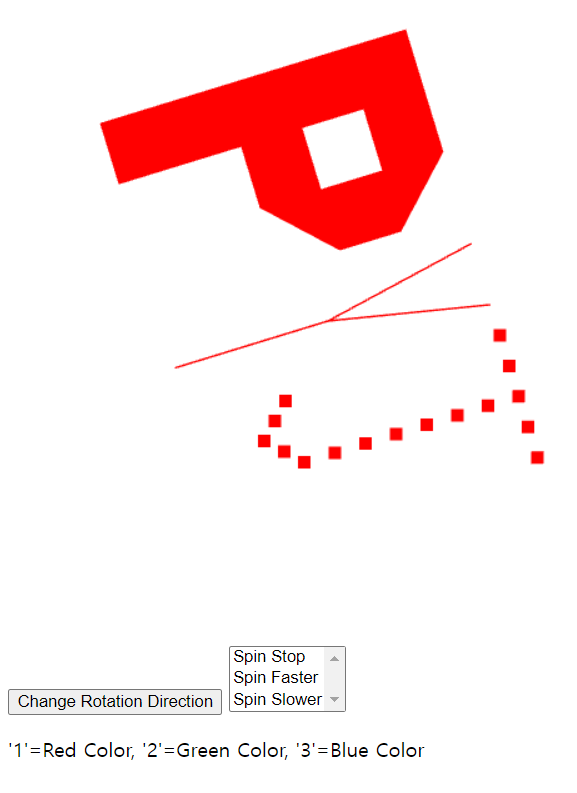 P
Y
J
Spin Stop
Spin Faster
Spin Slower
Change Rotation Direction
'1'=Red Color, '2'=Green Color, '3'=Blue Color